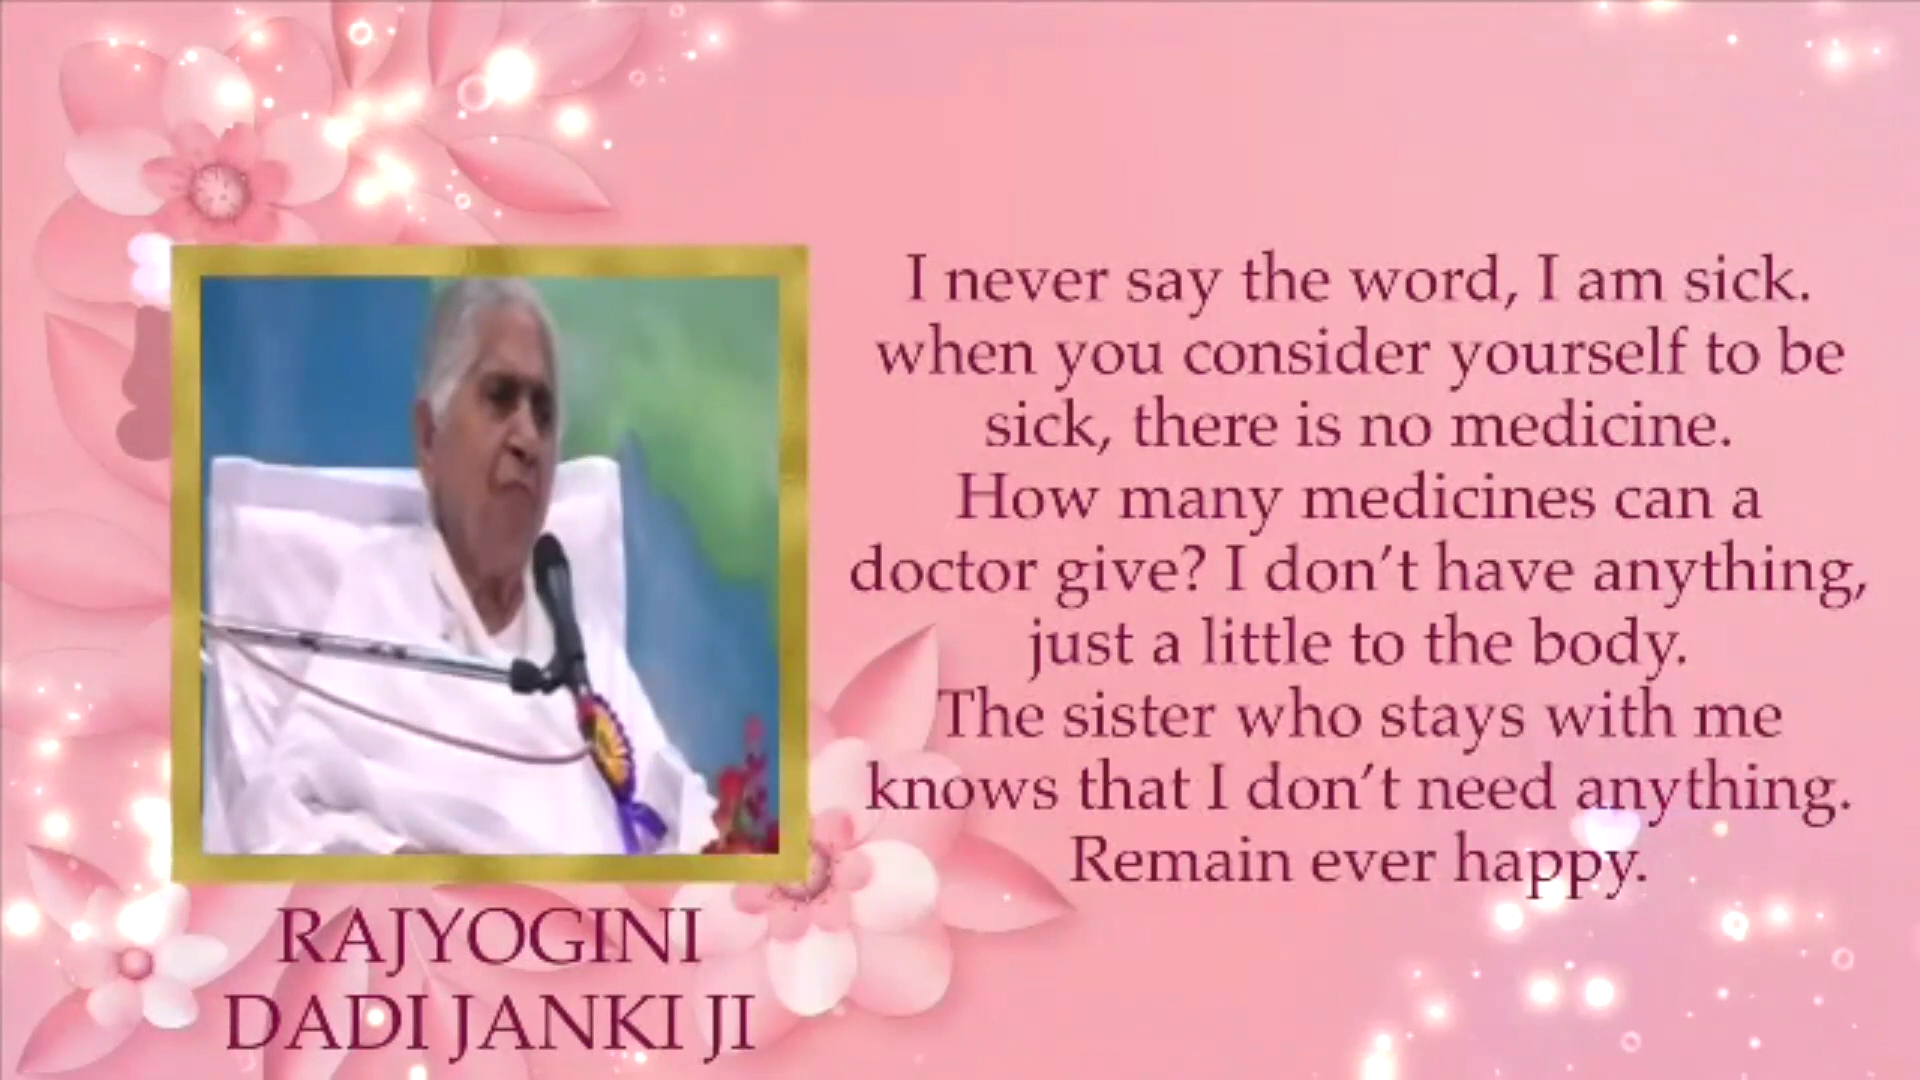 I never say the word, I am sick.
when you consider yourself to be
sick, there is no medicine.
How many medicines can a
doctor give? I don’t have anything,
just a little to the body.
The sister who stays with me
knows that I don’t need anything.
Remain ever happy.
RAJYOGINI
DADI JANKI JI